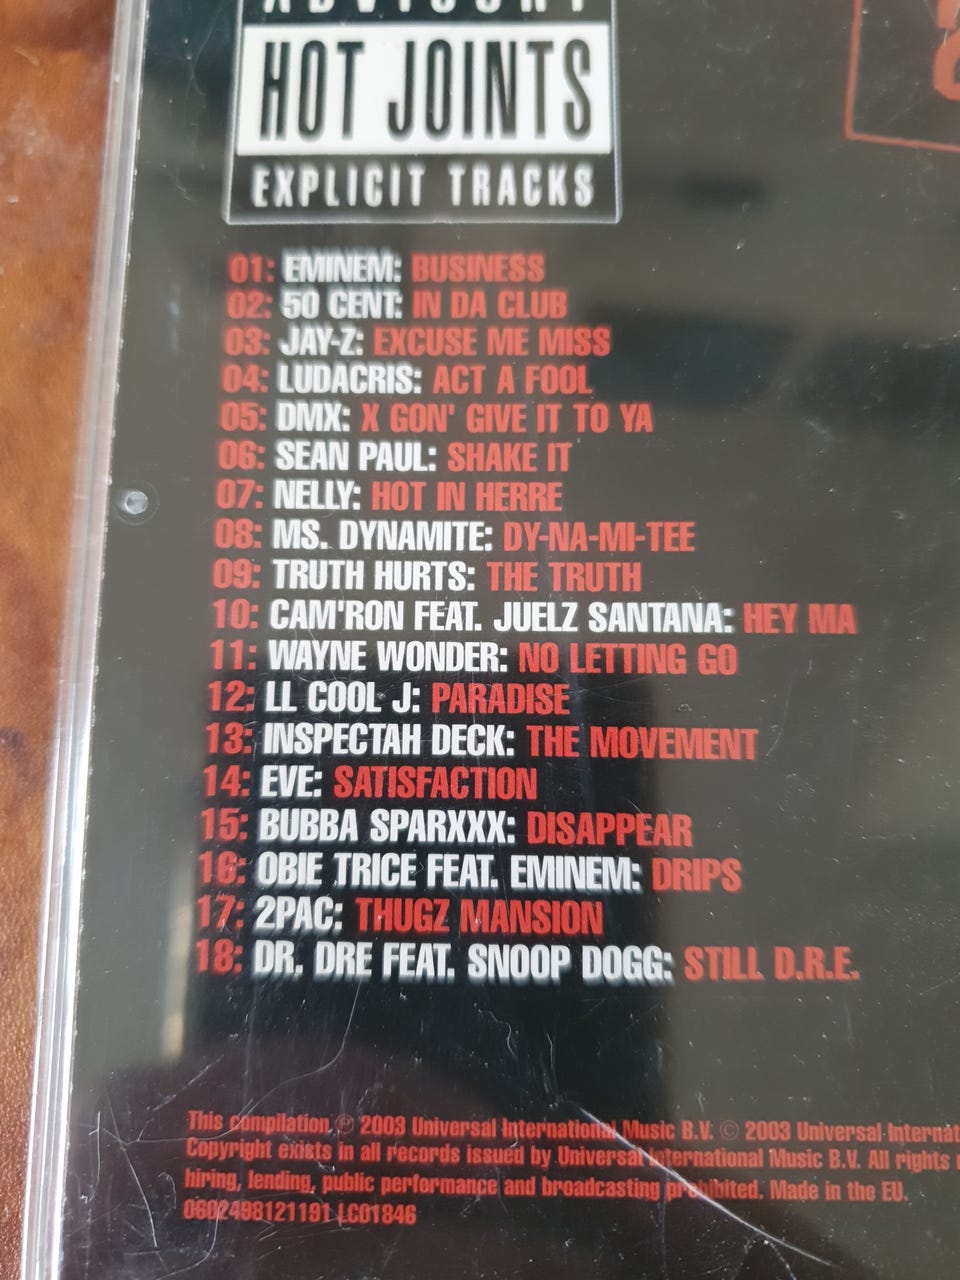 ADVISORY
HOT JOINTS
EXPLICIT TRACKS
01: EMINEM: BUSINESS
02: 50 CENT: IN DA CLUB
03: JAY-Z: EXCUSE ME MISS
04: LUDACRIS: ACT A FOOL
05: DMX: X GON' GIVE IT TO YA
06: SEAN PAUL: SHAKE IT
07: NELLY: HOT IN HERRE
08: MS. DYNAMITE: DY-NA-MI-TEE
09: TRUTH HURTS: THE TRUTH
10: CAM'RON FEAT. JUELZ SANTANA: HEY MA
11: WAYNE WONDER: NO LETTING GO
12: LL COOL J: PARADISE
13: INSPECTAH DECK: THE MOVEMENT
14: EVE: SATISFACTION
15: BUBBA SPARXXX: DISAPPEAR
16: OBIE TRICE FEAT. EMINEM: DRIPS
17: 2PAC: THUGZ MANSION
18: DR. DRE FEAT. SNOOP DOGG: STILL D.R.E.
This compilation ℗ 2003 Universal International Music B.V. © 2003 Universal Internat
Copyright exists in all records issued by Universal International Music B.V. All rights
hiring, lending, public performance and broadcasting prohibited. Made in the EU.
0602498121191 LC01846